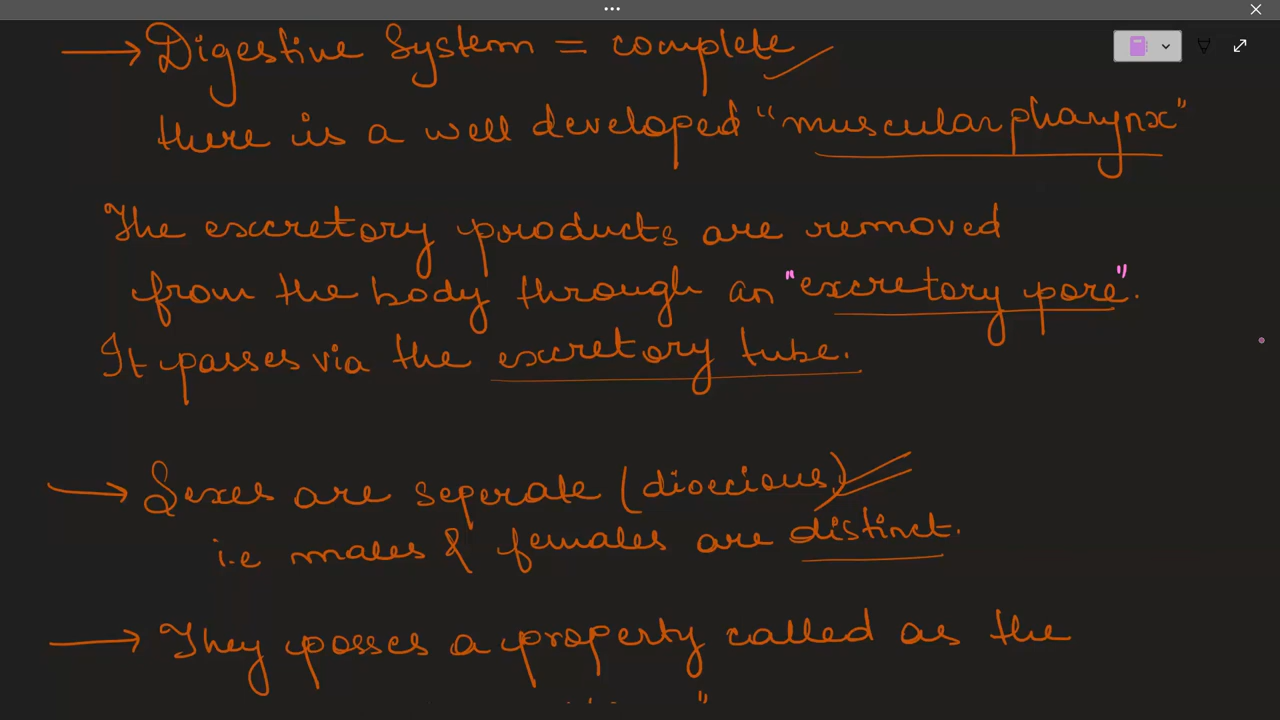 → Digestive System = complete
there is a well developed "muscular pharynx"
The excretory products are removed
from the body through an "excretory pore".
It passes via the excretory tube.
→ Sexes are seperate (dioecious)
i.e males & females are distinct.
→ They posses a property called as the